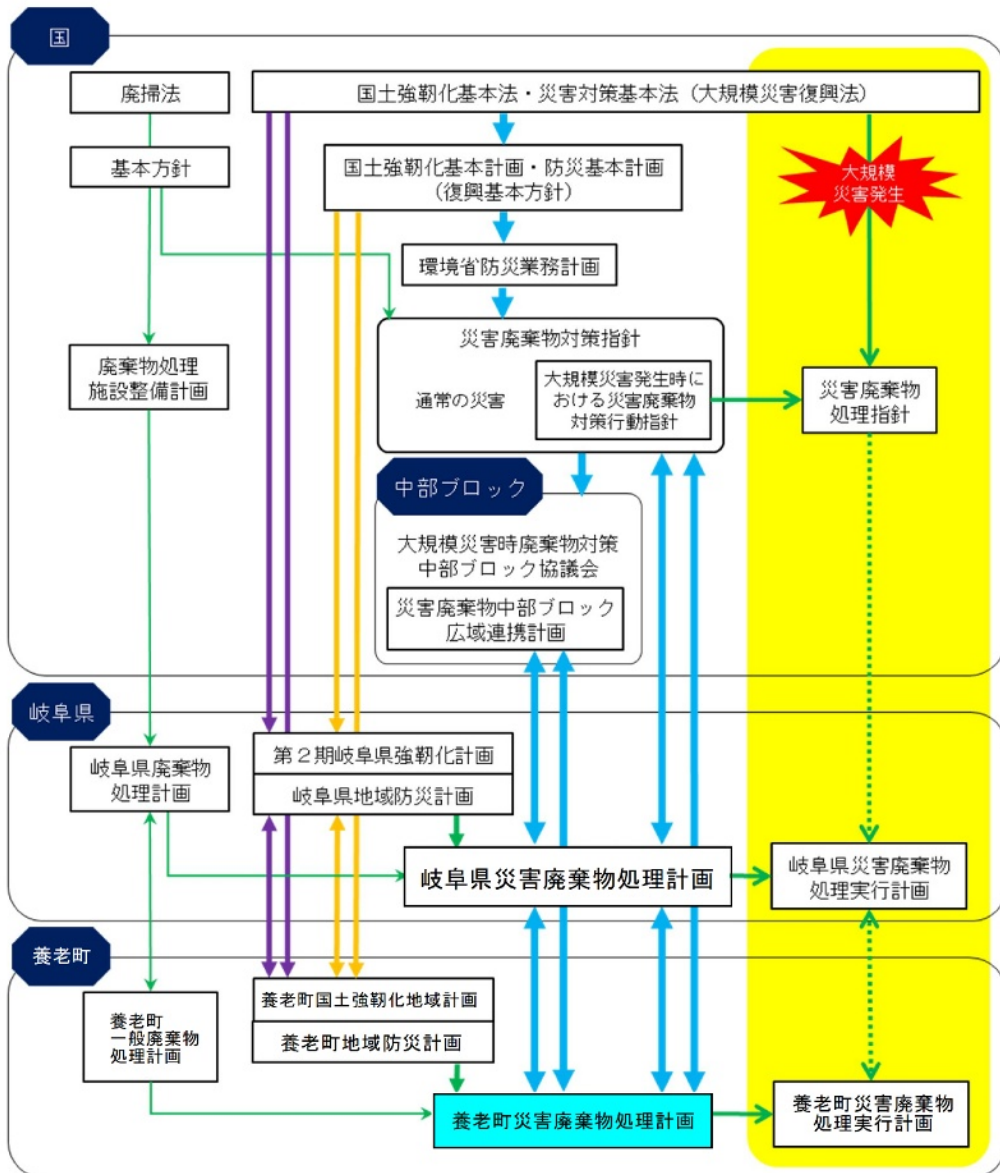 国
廃掃法
国土強靭化基本法・災害対策基本法（大規模災害復興法）
基本方針
国土強靭化基本計画・防災基本計画
（復興基本方針）
大規模
災害発生
環境省防災業務計画
災害廃棄物対策指針
通常の災害
大規模災害発生時に
おける災害廃棄物
対策行動指針
廃棄物処理
施設整備計画
災害廃棄物
処理指針
中部ブロック
大規模災害時廃棄物対策
中部ブロック協議会
災害廃棄物中部ブロック
広域連携計画
岐阜県
岐阜県廃棄物
処理計画
第２期岐阜県強靭化計画
岐阜県地域防災計画
岐阜県災害廃棄物処理計画
岐阜県災害廃棄物
処理実行計画
養老町
養老町
一般廃棄物
処理計画
養老町国土強靭化地域計画
養老町地域防災計画
養老町災害廃棄物処理計画
養老町災害廃棄物
処理実行計画